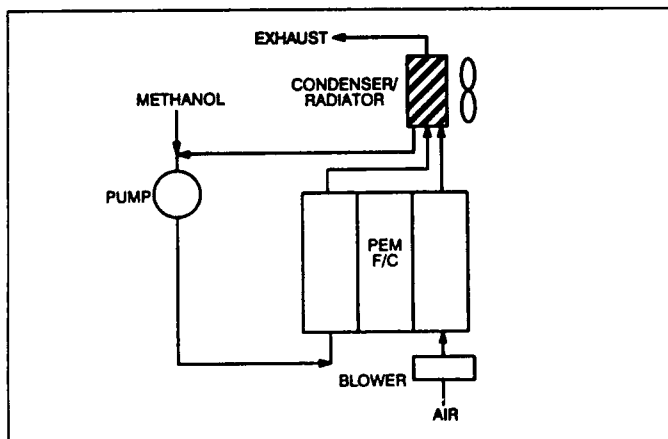 EXHAUST
CONDENSER/
RADIATOR
METHANOL
PUMP
PEM
F/C
BLOWER
AIR